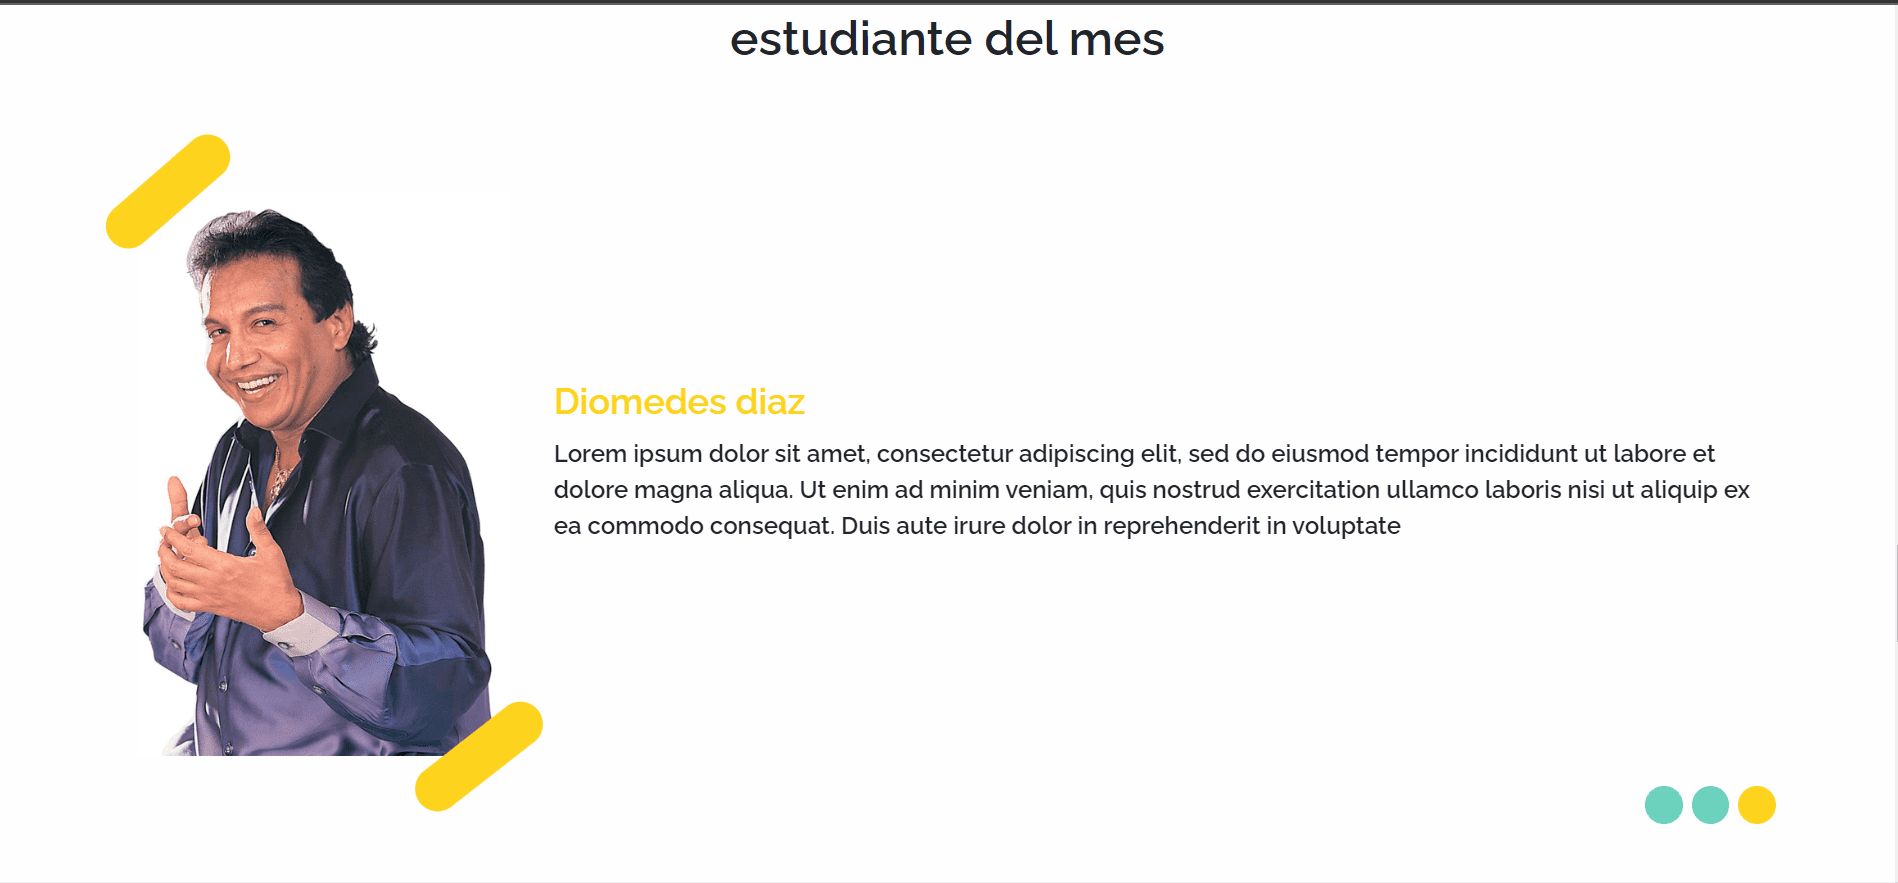 estudiante del mes
Diomedes diaz
Lorem ipsum dolor sit amet, consectetur adipiscing elit, sed do eiusmod tempor incididunt ut labore et
dolore magna aliqua. Ut enim ad minim veniam, quis nostrud exercitation ullamco laboris nisi ut aliquip ex
ea commodo consequat. Duis aute irure dolor in reprehenderit in voluptate